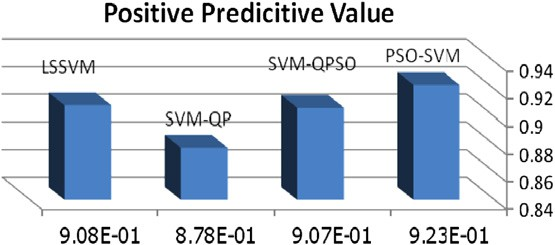 Positive Predicitive Value
LSSVM
SVM-QP
SVM-QPSO
PSO-SVM
0.94
0.92
0.9
0.88
0.86
0.84
9.08E-01 8.78E-01 9.07E-01 9.23E-01